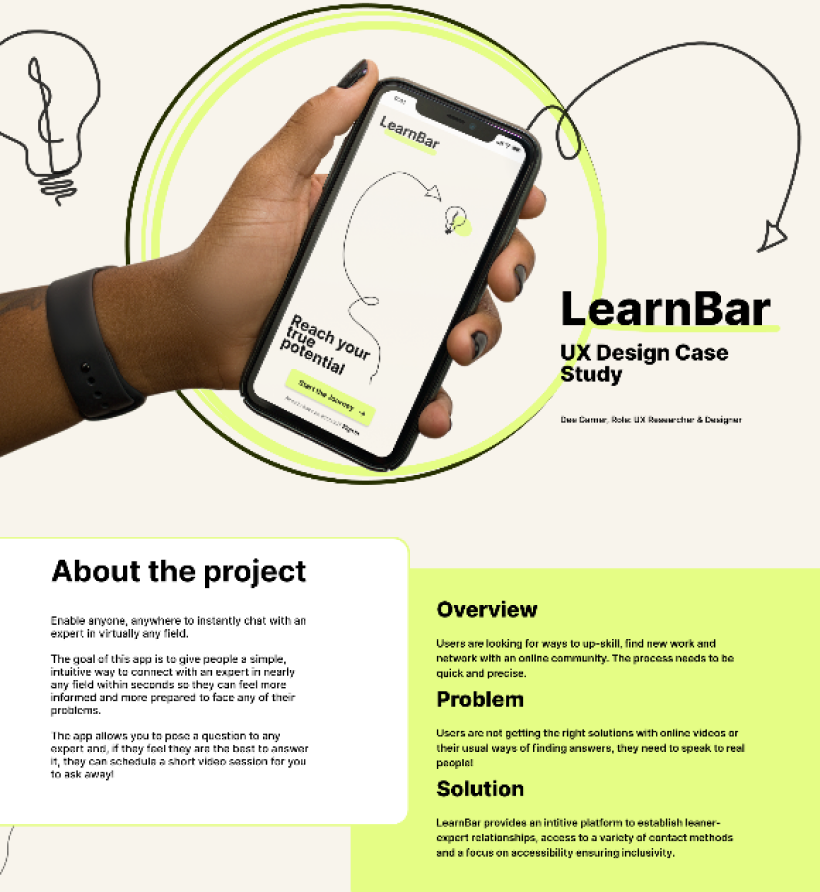 LearnBar
Reach your
true
potential
Start the Journey
LearnBar
UX Design Case
Study
Role: UX Researcher & Designer
About the project
Enable anyone, anywhere to instantly chat with an
expert in virtually any field.
The goal of this app is to give people a simple,
intuitive way to connect with an expert in nearly
any field within seconds so they can feel more
informed and more prepared to face any of their
problems.
The app allows you to pose a question to any
expert and, if they feel they are the best to answer
it, they can schedule a short video session for you
to ask away!
Overview
Users are looking for ways to up-skill, find new work and
network with an online community. The process needs to be
quick and precise.
Problem
Users are not getting the right solutions with online videos or
their usual ways of finding answers, they need to speak to real
people!
Solution
LearnBar provides an intitive platform to establish leaner-
expert relationships, access to a variety of contact methods
and a focus on accessibility ensuring inclusivity.